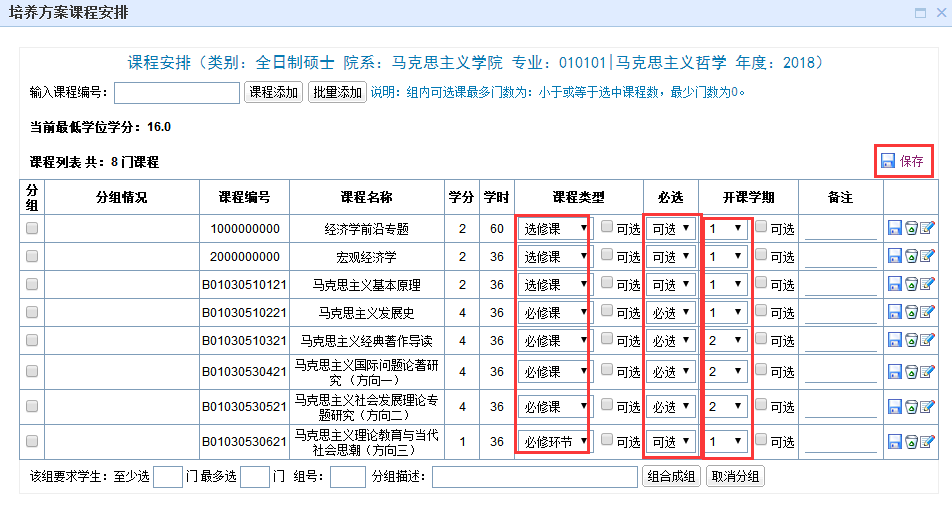 培养方案课程安排
课程安排（类别：全日制硕士 院系：马克思主义学院 专业：010101|马克思主义哲学 年度：2018）
输入课程编号： 课程添加 批量添加 说明：组内可选课最多门数为：小于或等于选中课程数，最少门数为0。
当前最低学位学分：16.0
课程列表 共：8 门课程 保存
分组 分组情况 课程编号 课程名称 学分 学时 课程类型 必选 开课学期 备注
1000000000 经济学前沿专题 2 60 选修课 可选 可选 1 可选
2000000000 宏观经济学 2 36 选修课 可选 可选 1 可选
B01030510121 马克思主义基本原理 2 36 选修课 可选 可选 1 可选
B01030510221 马克思主义发展史 4 36 必修课 可选 必选 1 可选
B01030510321 马克思主义经典著作导读 4 36 必修课 可选 必选 2 可选
B01030530421 马克思主义国际问题论著研究 （方向一） 4 36 必修课 可选 必选 2 可选
B01030530521 马克思主义社会发展理论专题研究（方向二） 4 36 必修课 可选 必选 2 可选
B01030530621 马克思主义理论教育与当代社会思潮（方向三） 1 36 必修环节 可选 可选 1 可选
该组要求学生：至少选 门 最多选 门 组号： 分组描述： 组合成组 取消分组